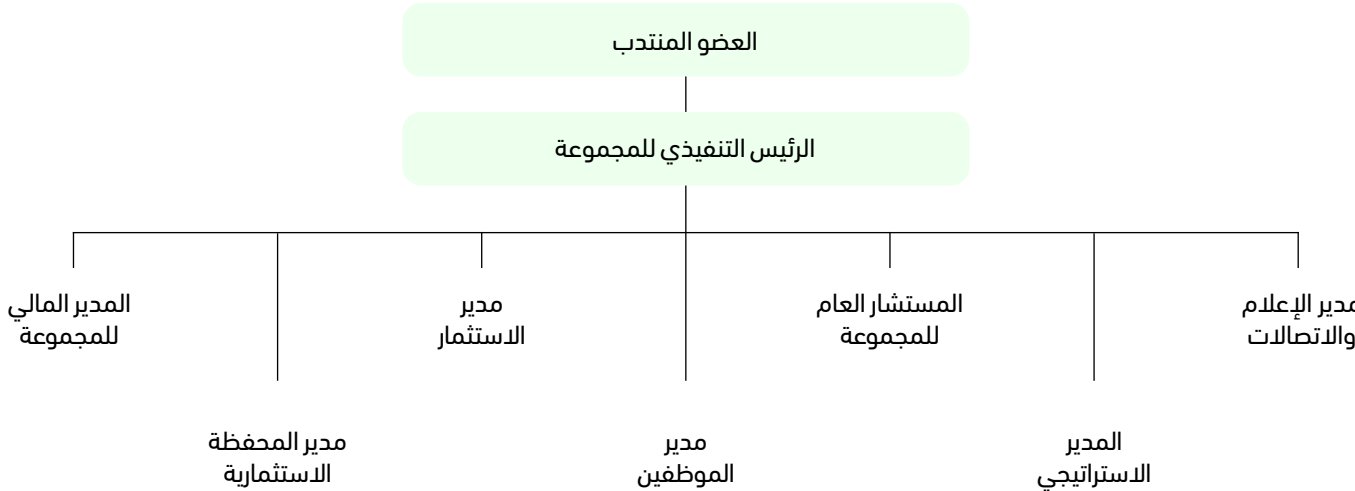 العضو المنتدب
الرئيس التنفيذي للمجموعة
مدير الإعلام
والاتصالات
المستشار العام
للمجموعة
مدير
الاستثمار
المدير المالي
للمجموعة
المدير
الاستراتيجي
مدير
الموظفين
مدير المحفظة
الاستثمارية